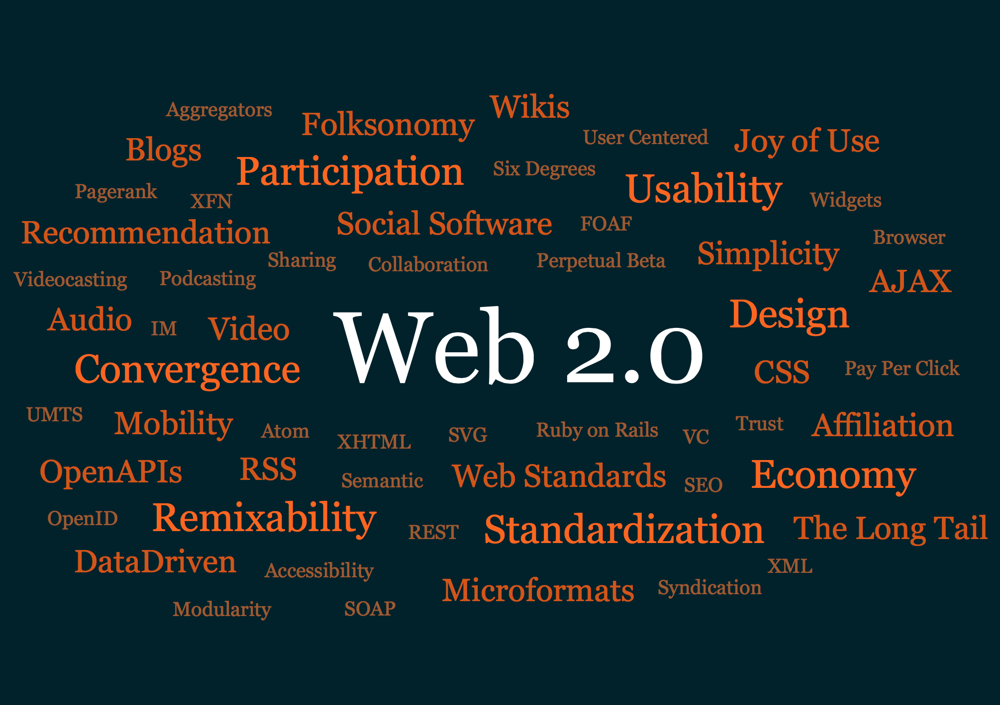 Wikis
Aggregators
Folksonomy
User Centered
Joy of Use
Blogs
Participation
Six Degrees
Usability
Pagerank
XFN
Widgets
Recommendation
Social Software
FOAF
Browser
Simplicity
Sharing
Collaboration
Perpetual Beta
Videocasting
Podcasting
AJAX
Design
Audio
IM
Video
Web 2.0
Convergence
CSS
Pay Per Click
UMTS
Mobility
Atom
XHTML
SVG
Ruby on Rails
VC
Trust
Affiliation
OpenAPIs
RSS
Semantic
Web Standards
SEO
Economy
OpenID
Remixability
REST
Standardization
The Long Tail
DataDriven
Accessibility
XML
Microformats
Syndication
Modularity
SOAP